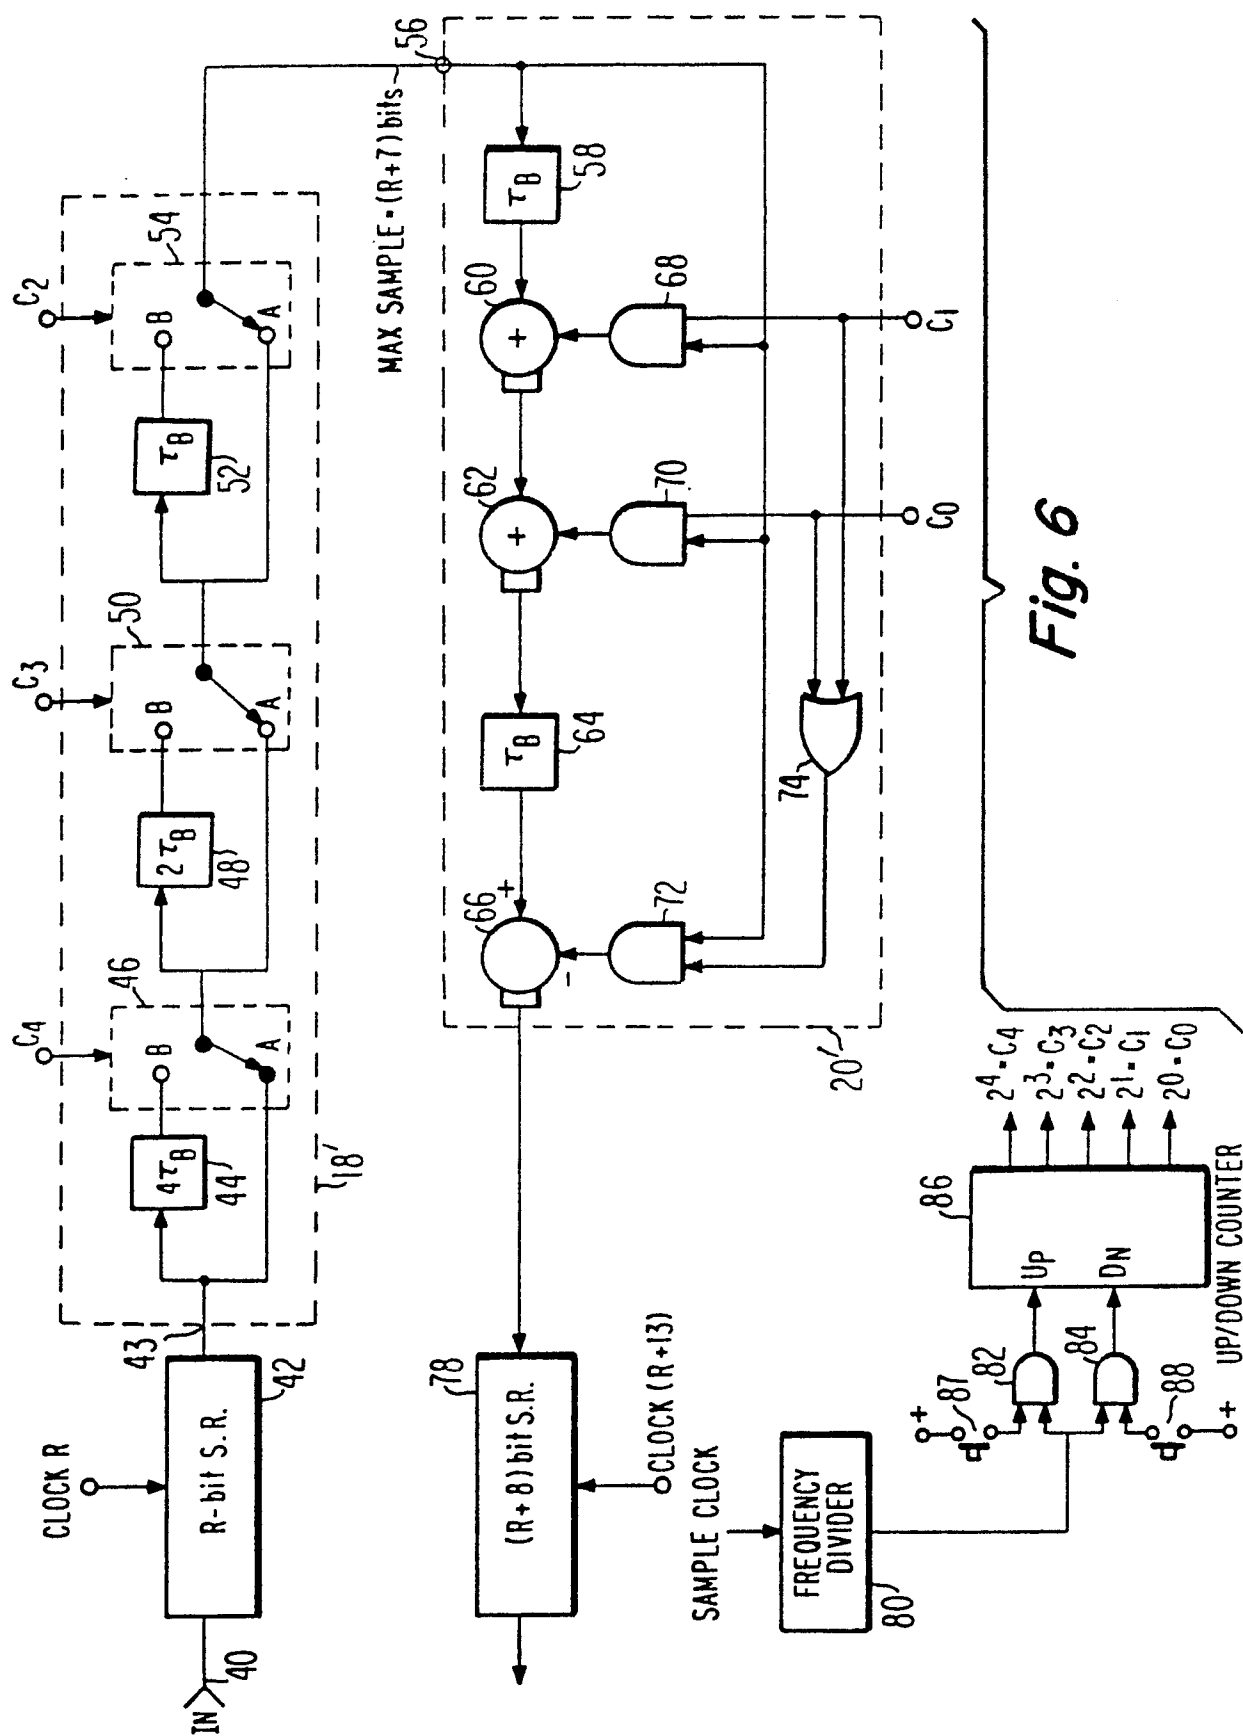 IN
40
CLOCK R
R-bit S.R.
42
43
18'
C4
4τB
44
46
B
A
C3
2τB
48
50
B
A
C2
τB
52
54
B
A
MAX SAMPLE=(R+7)bits
56
τB
58
60
+
62
+
τB
64
66
+
-
68
70
72
74
C1
C0
20'
78
(R+8)bit S.R.
CLOCK (R+13)
SAMPLE CLOCK
FREQUENCY
DIVIDER
80
+
87
82
84
88
+
86
UP
DN
UP/DOWN COUNTER
2⁴=C4
2³=C3
2²=C2
2¹=C1
2⁰=C0
Fig. 6